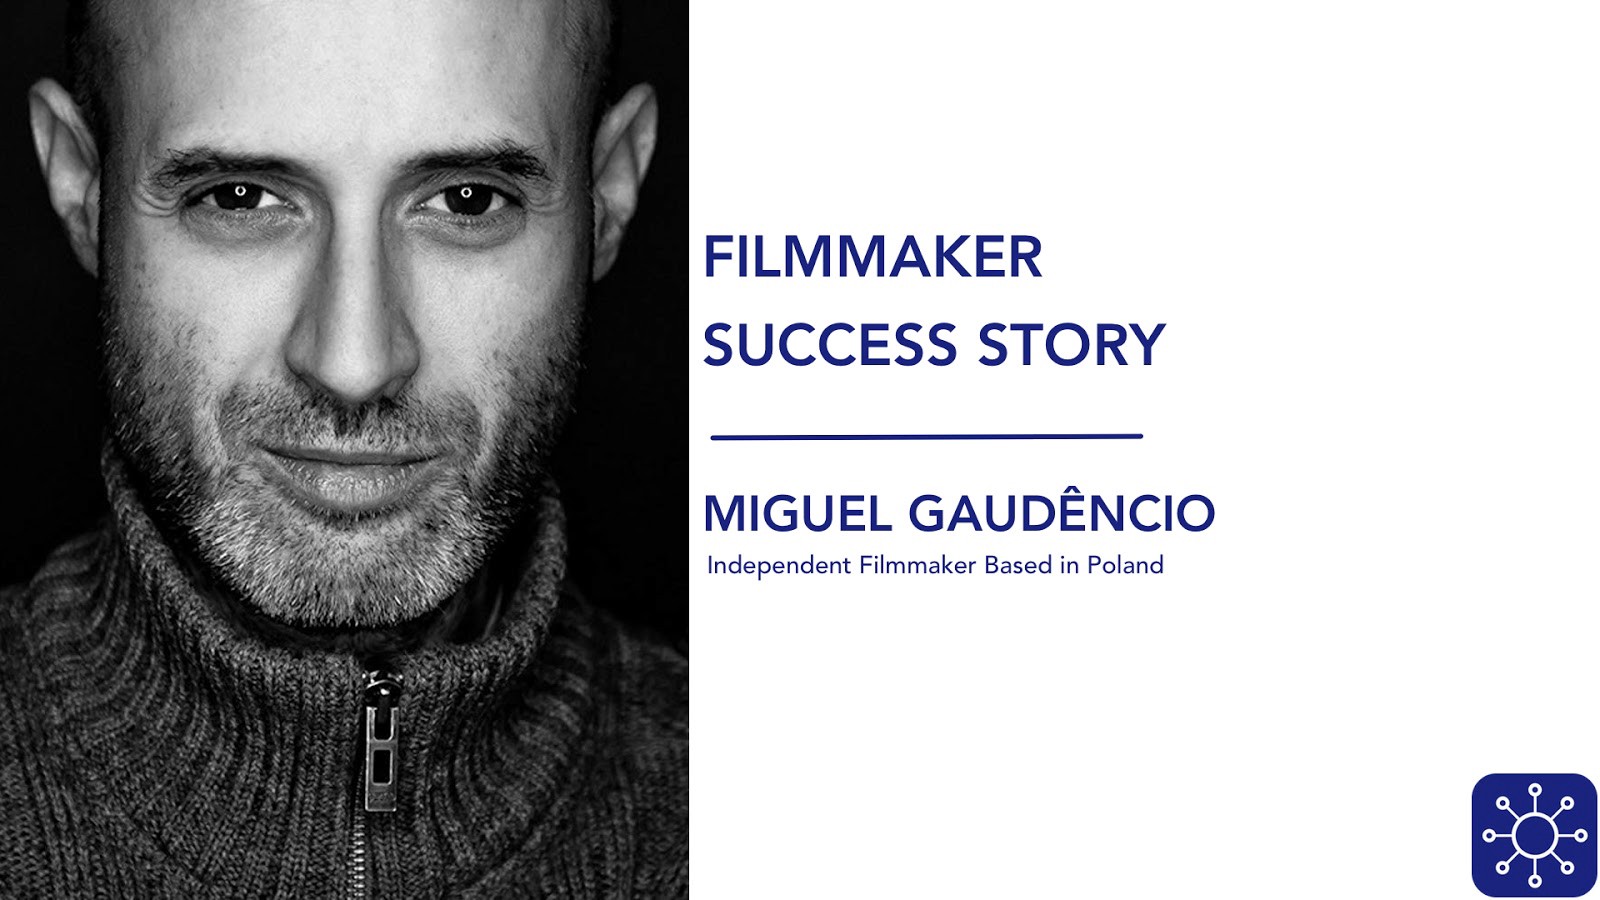 FILMMAKER
SUCCESS STORY
MIGUEL GAUDÊNCIO
Independent Filmmaker Based in Poland